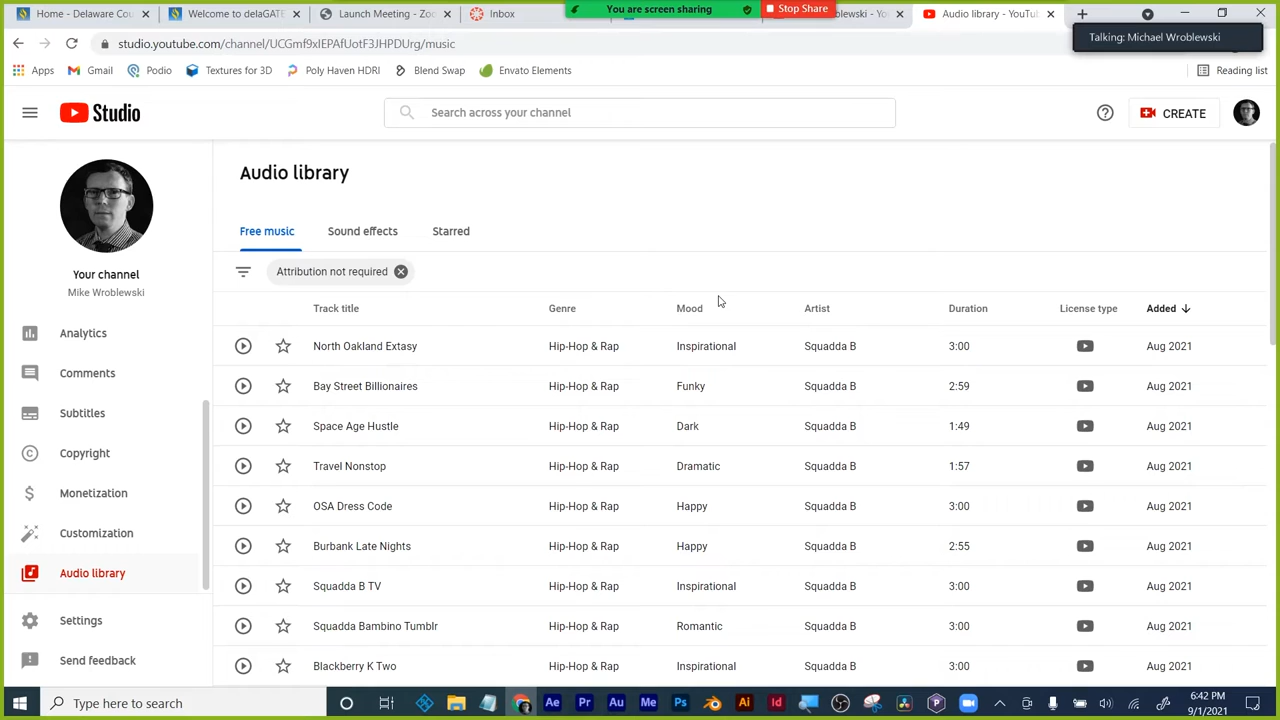 Home - Delaware Cou
Welcome to delaGATE
Launch Meeting - Zoo
Inbox
You are screen sharing
Stop Share
blewski - Yo
Audio library - YouTu
Talking: Michael Wroblewski
studio.youtube.com/channel/UCGmf9xIEPAfUotF3JHPDUrg/music
Apps
Gmail
Podio
Textures for 3D
Poly Haven HDRI
Blend Swap
Envato Elements
Reading list
Studio
Search across your channel
CREATE
Your channel
Mike Wroblewski
Analytics
Comments
Subtitles
Copyright
Monetization
Customization
Audio library
Settings
Send feedback
Audio library
Free music Sound effects Starred
Attribution not required
Track title Genre Mood Artist Duration License type Added
North Oakland Extasy Hip-Hop & Rap Inspirational Squadda B 3:00 Aug 2021
Bay Street Billionaires Hip-Hop & Rap Funky Squadda B 2:59 Aug 2021
Space Age Hustle Hip-Hop & Rap Dark Squadda B 1:49 Aug 2021
Travel Nonstop Hip-Hop & Rap Dramatic Squadda B 1:57 Aug 2021
OSA Dress Code Hip-Hop & Rap Happy Squadda B 3:00 Aug 2021
Burbank Late Nights Hip-Hop & Rap Happy Squadda B 2:55 Aug 2021
Squadda B TV Hip-Hop & Rap Inspirational Squadda B 3:00 Aug 2021
Squadda Bambino Tumblr Hip-Hop & Rap Romantic Squadda B 3:00 Aug 2021
Blackberry K Two Hip-Hop & Rap Inspirational Squadda B 3:00 Aug 2021
Type here to search
Ae Pr Au Me Ps Ai Id P
6:42 PM
9/1/2021